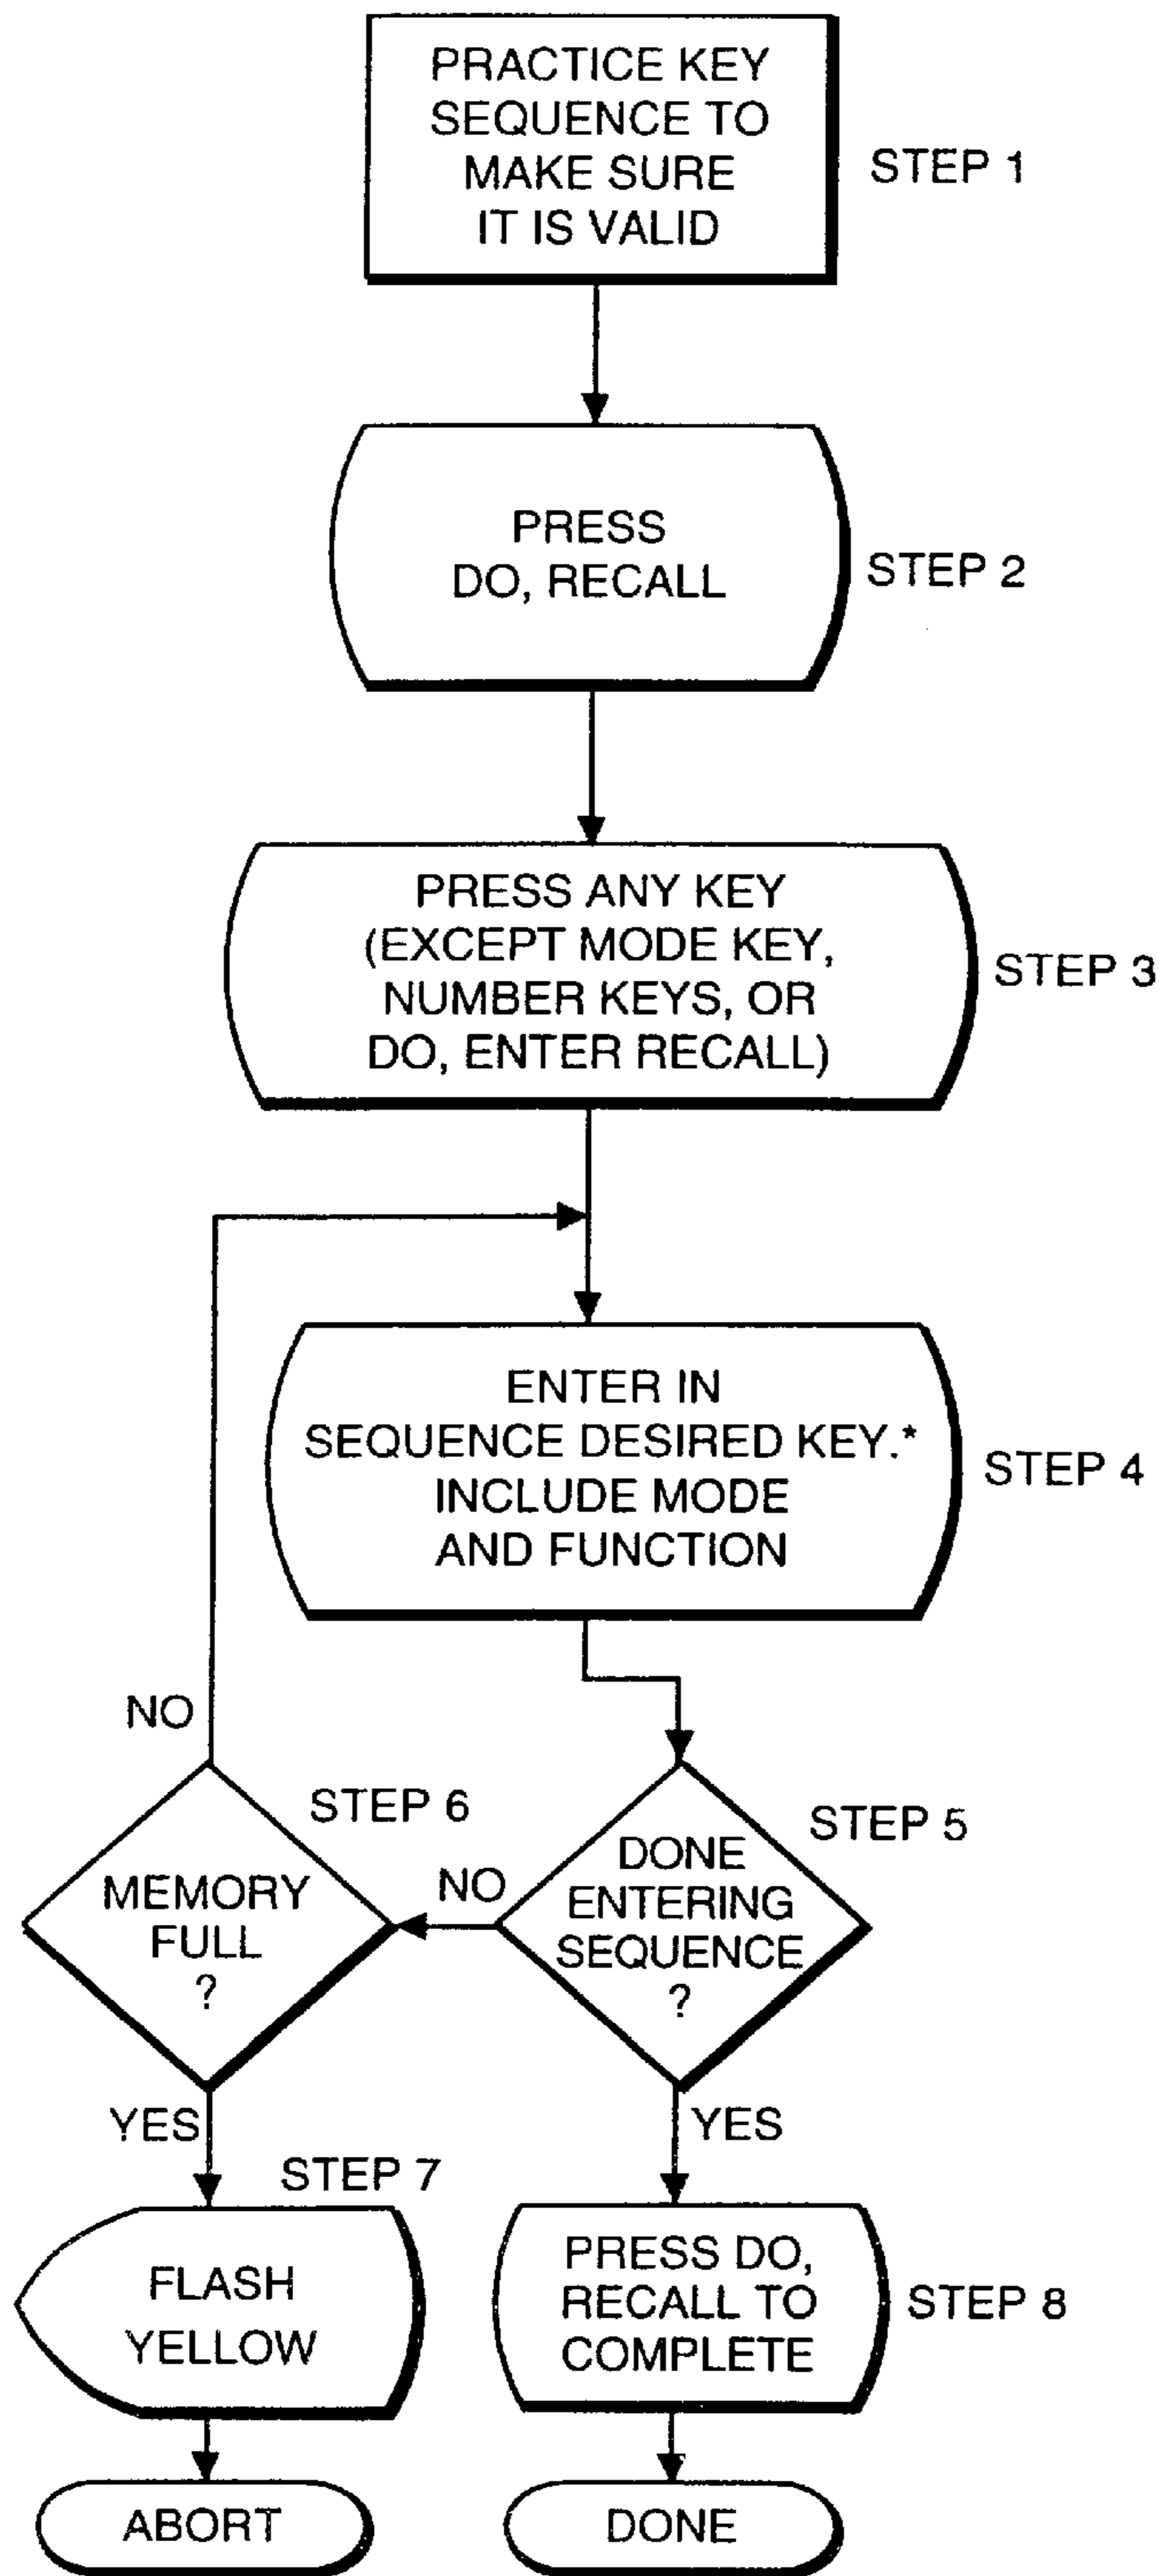 PRACTICE KEY
SEQUENCE TO
MAKE SURE
IT IS VALID
STEP 1
PRESS
DO, RECALL
STEP 2
PRESS ANY KEY
(EXCEPT MODE KEY,
NUMBER KEYS, OR
DO, ENTER RECALL)
STEP 3
ENTER IN
SEQUENCE DESIRED KEY.*
INCLUDE MODE
AND FUNCTION
STEP 4
NO
STEP 6
MEMORY
FULL
?
NO
STEP 5
DONE
ENTERING
SEQUENCE
?
YES
YES
STEP 7
FLASH
YELLOW
PRESS DO,
RECALL TO
COMPLETE
STEP 8
ABORT
DONE